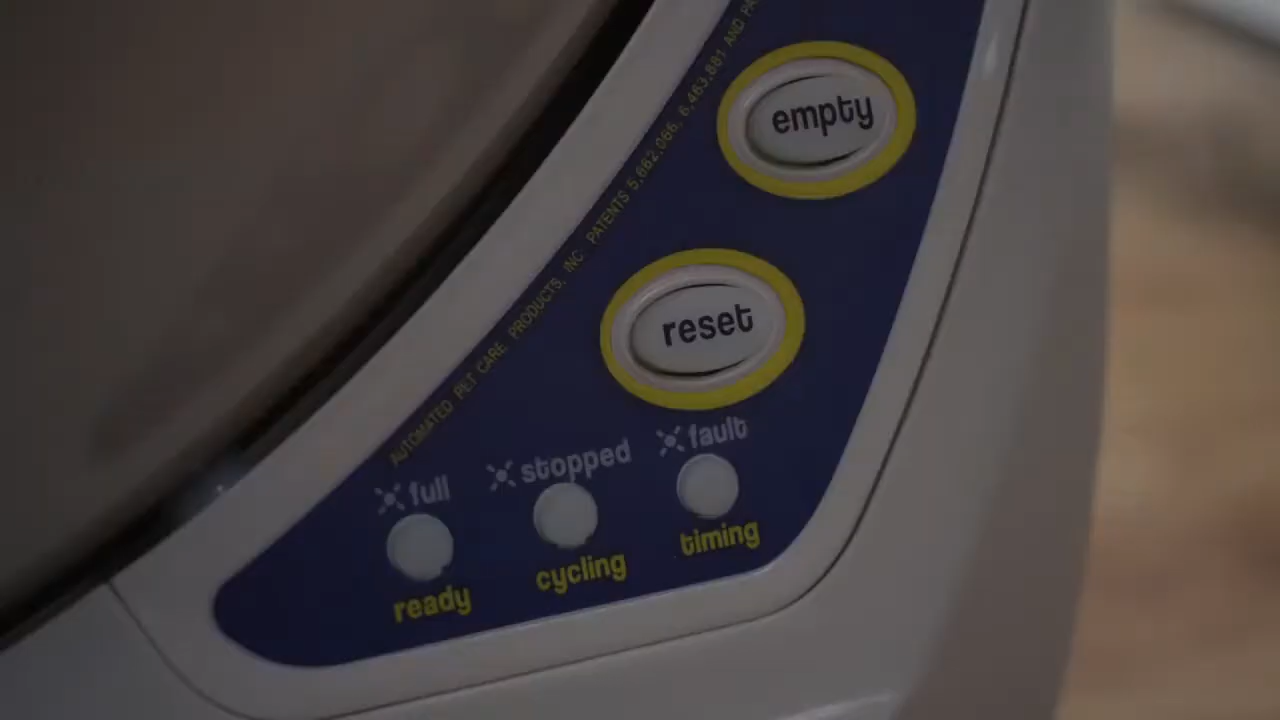 empty
reset
AUTOMATED PET CARE PRODUCTS, INC. PATENTS 5,662,066, 6,463,881 AND
full
stopped
fault
ready
cycling
timing